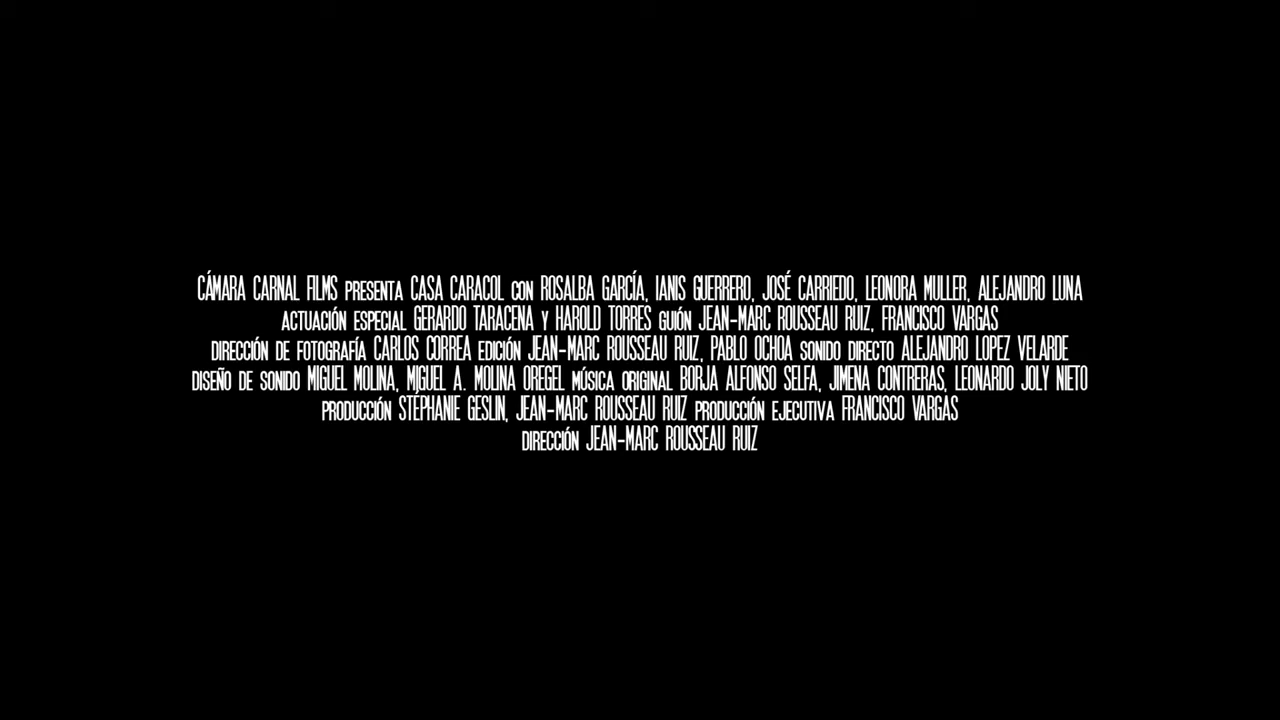 CÁMARA CARNAL FILMS PRESENTA CASA CARACOL CON ROSALBA GARCÍA, IANIS GUERRERO, JOSÉ CARRIEDO, LEONORA MULLER, ALEJANDRO LUNA
ACTUACIÓN ESPECIAL GERARDO TARACENA Y HAROLD TORRES GUIÓN JEAN-MARC ROUSSEAU RUIZ, FRANCISCO VARGAS
DIRECCIÓN DE FOTOGRAFÍA CARLOS CORREA EDICIÓN JEAN-MARC ROUSSEAU RUIZ, PABLO OCHOA SONIDO DIRECTO ALEJANDRO LOPEZ VELARDE
DISEÑO DE SONIDO MIGUEL MOLINA, MIGUEL A. MOLINA OREGEL MÚSICA ORIGINAL BORJA ALFONSO SELFA, JIMENA CONTRERAS, LEONARDO JOLY NIETO
PRODUCCIÓN STÉPHANIE GESLIN, JEAN-MARC ROUSSEAU RUIZ PRODUCCIÓN EJECUTIVA FRANCISCO VARGAS
DIRECCIÓN JEAN-MARC ROUSSEAU RUIZ